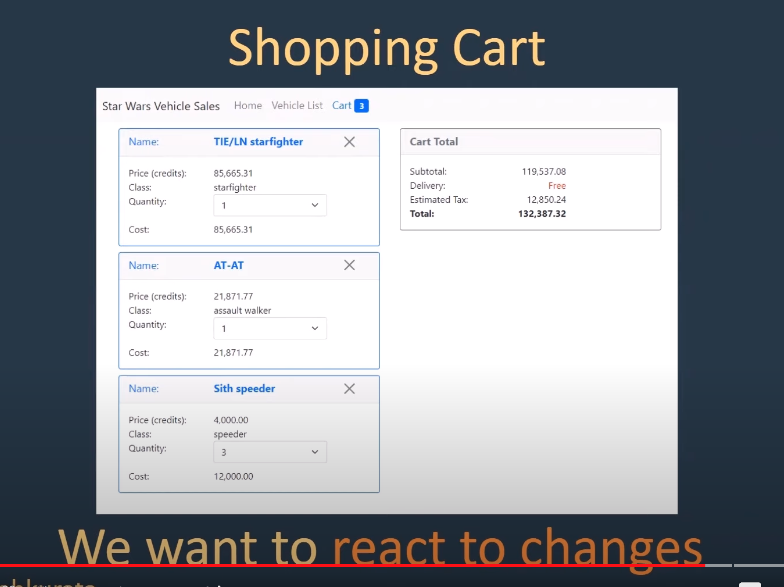 Shopping Cart
Star Wars Vehicle Sales Home Vehicle List Cart 3
Name: TIE/LN starfighter
Price (credits): 85,665.31
Class: starfighter
Quantity: 1
Cost: 85,665.31
Name: AT-AT
Price (credits): 21,871.77
Class: assault walker
Quantity: 1
Cost: 21,871.77
Name: Sith speeder
Price (credits): 4,000.00
Class: speeder
Quantity: 3
Cost: 12,000.00
Cart Total
Subtotal: 119,537.08
Delivery: Free
Estimated Tax: 12,850.24
Total: 132,387.32
We want to react to changes